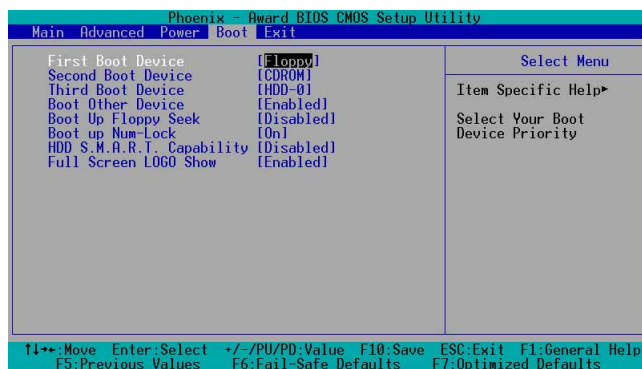 Phoenix - Award BIOS CMOS Setup Utility
Main Advanced Power Boot Exit
First Boot Device [Floppy]
Second Boot Device [CDROM]
Third Boot Device [HDD-0]
Boot Other Device [Enabled]
Boot Up Floppy Seek [Disabled]
Boot up Num-Lock [On]
HDD S.M.A.R.T. Capability [Disabled]
Full Screen LOGO Show [Enabled]
Select Menu
Item Specific Help►
Select Your Boot
Device Priority
↑↓→←:Move Enter:Select +/-/PU/PD:Value F10:Save ESC:Exit F1:General Help
F5:Previous Values F6:Fail-Safe Defaults F7:Optimized Defaults